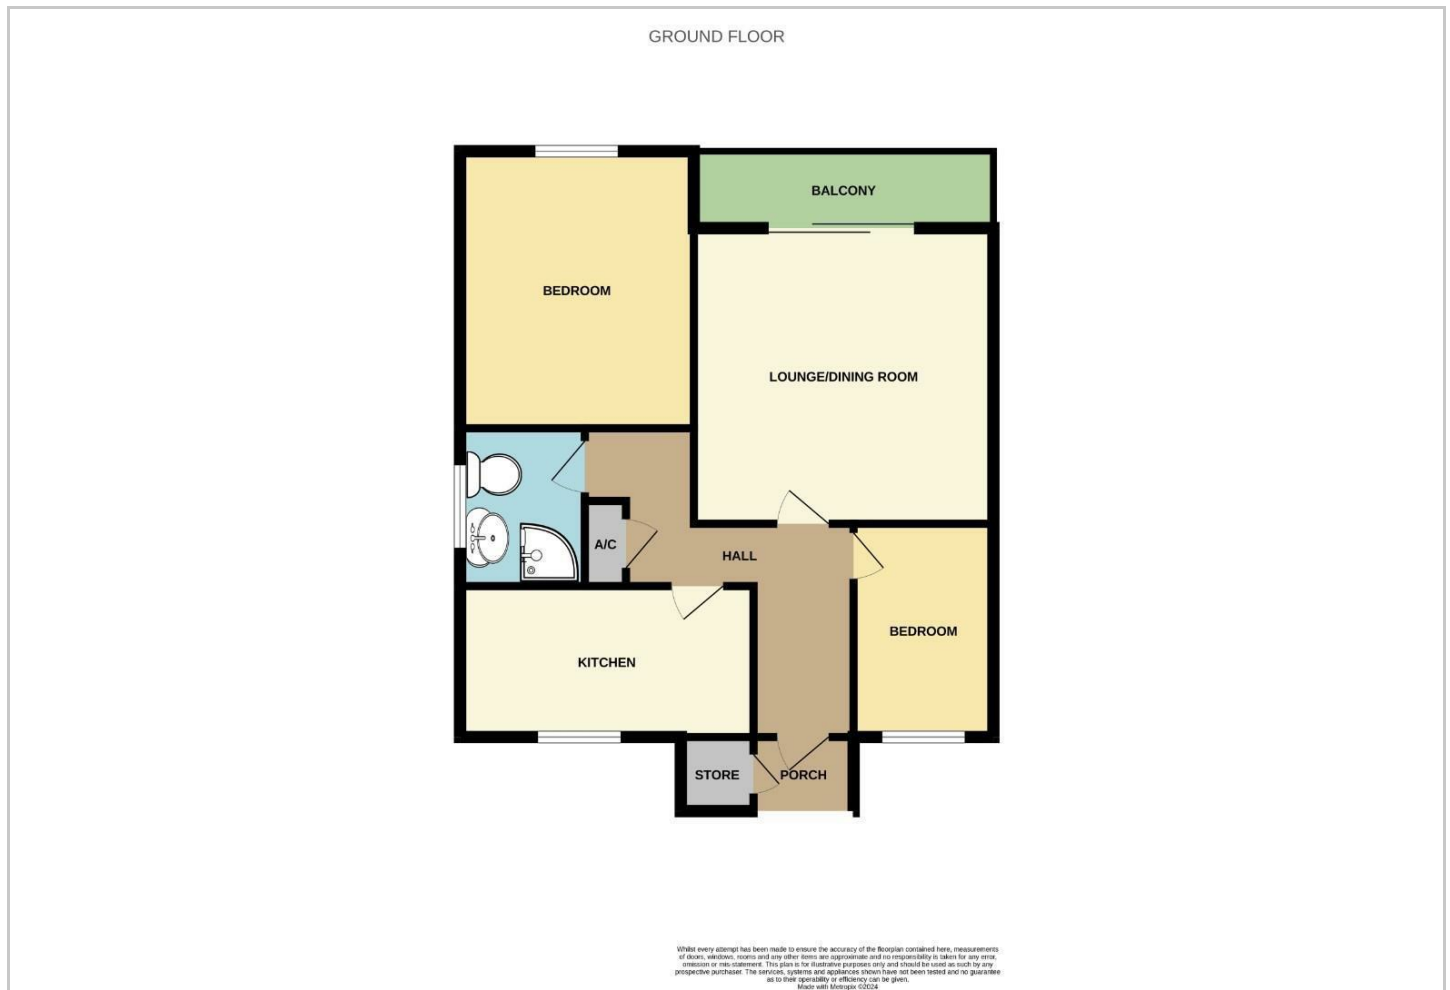 GROUND FLOOR
BALCONY
BEDROOM
LOUNGE/DINING ROOM
A/C
HALL
BEDROOM
KITCHEN
STORE
PORCH
Whilst every attempt has been made to ensure the accuracy of the floorplan contained here, measurements
of doors, windows, rooms and any other items are approximate and no responsibility is taken for any error,
omission or mis-statement. This plan is for illustrative purposes only and should be used as such by any
prospective purchaser. The services, systems and appliances shown have not been tested and no guarantee
as to their operability or efficiency can be given.
Made with Metropix ©2024